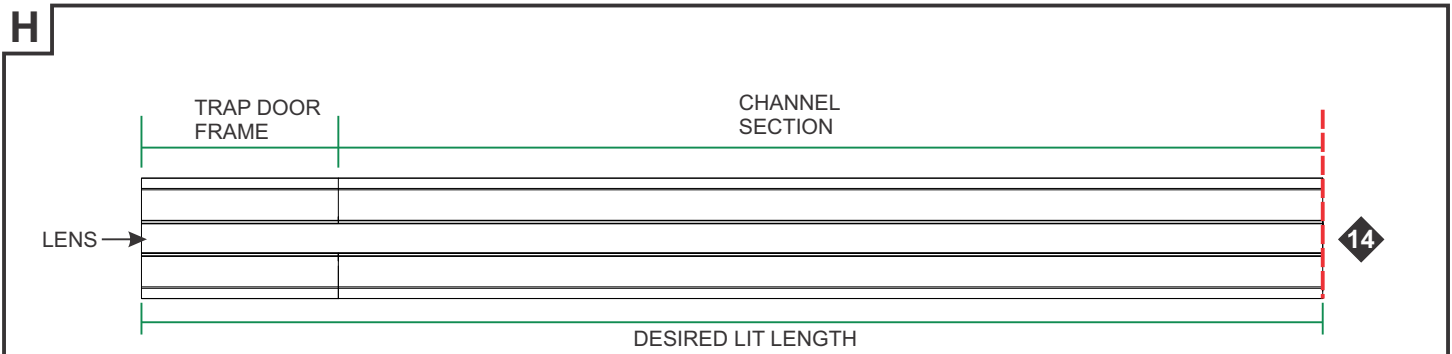 H
TRAP DOOR
FRAME
CHANNEL
SECTION
LENS
14
DESIRED LIT LENGTH